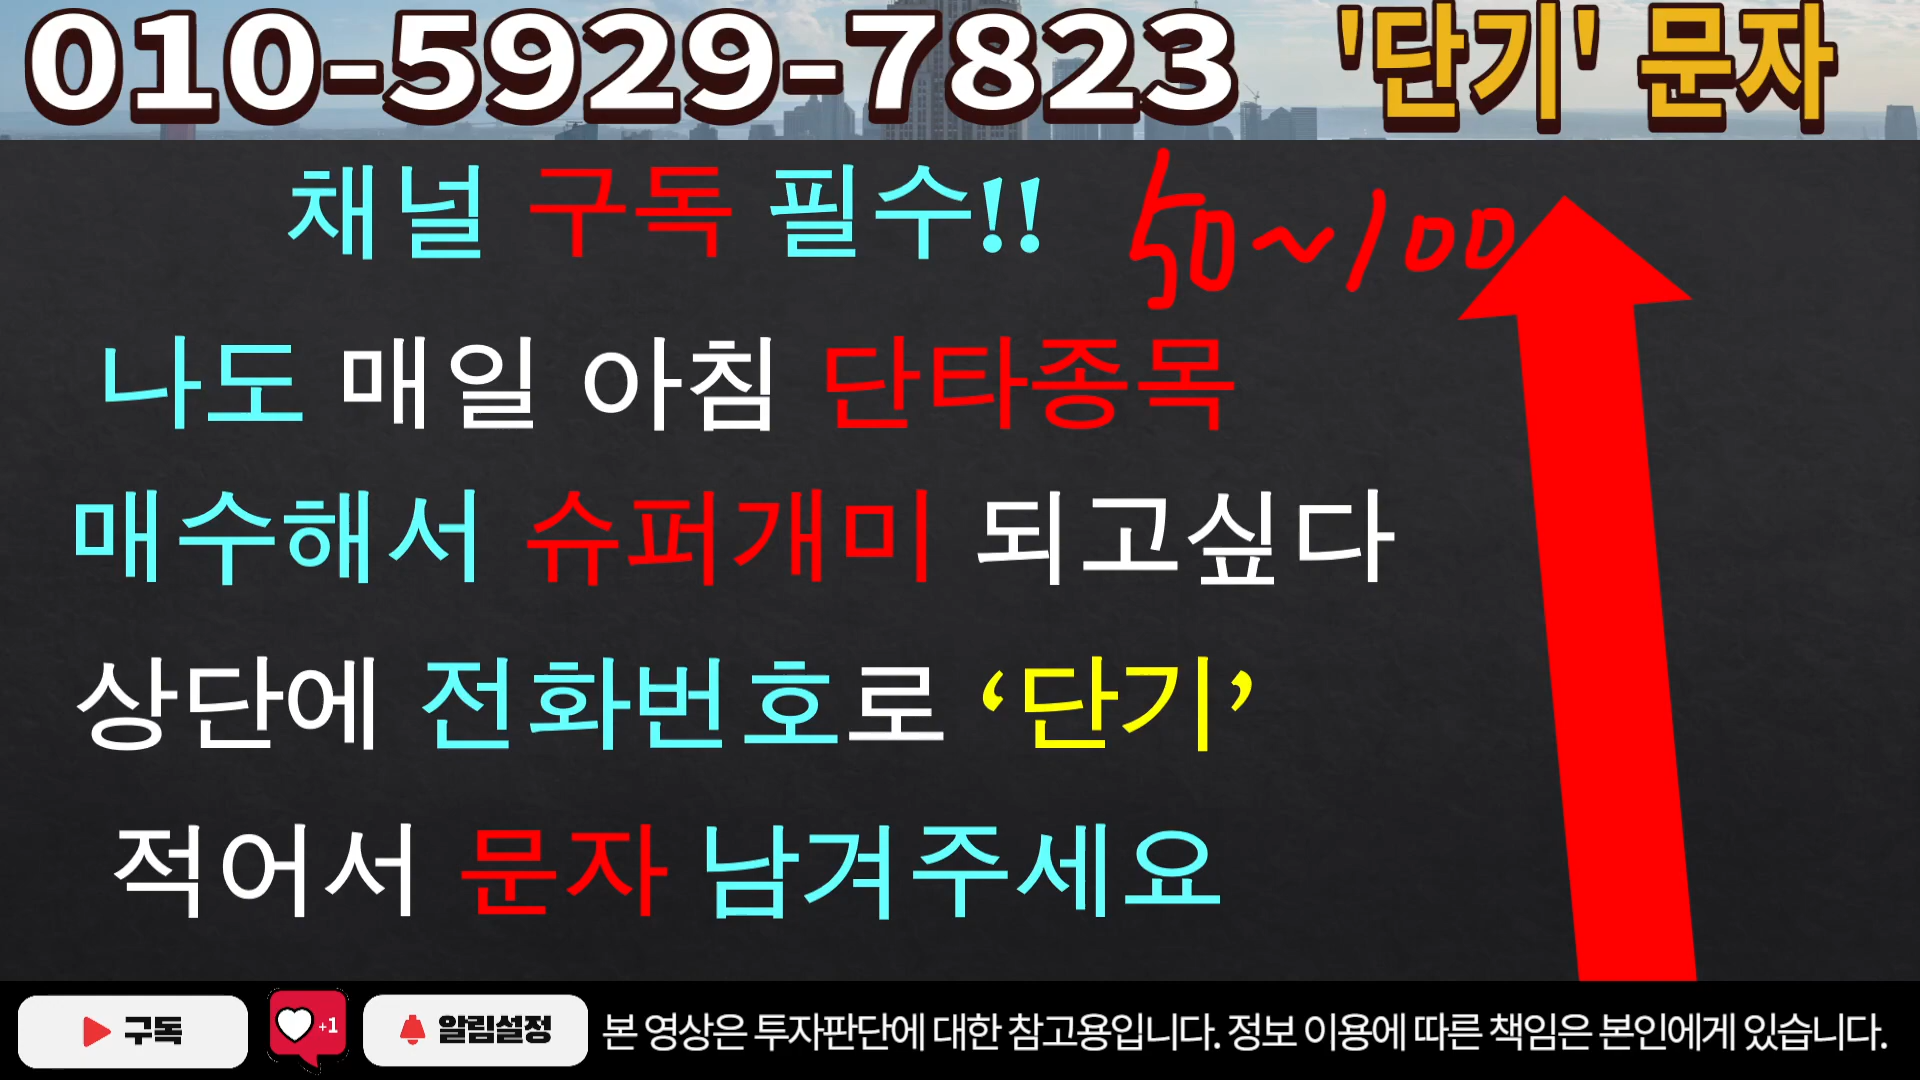 010-5929-7823 '단기' 문자
채널 구독 필수!! 50~100
나도 매일 아침 단타종목
매수해서 슈퍼개미 되고싶다
상단에 전화번호로 ‘단기’
적어서 문자 남겨주세요
구독 +1 알림설정 본 영상은 투자판단에 대한 참고용입니다. 정보 이용에 따른 책임은 본인에게 있습니다.